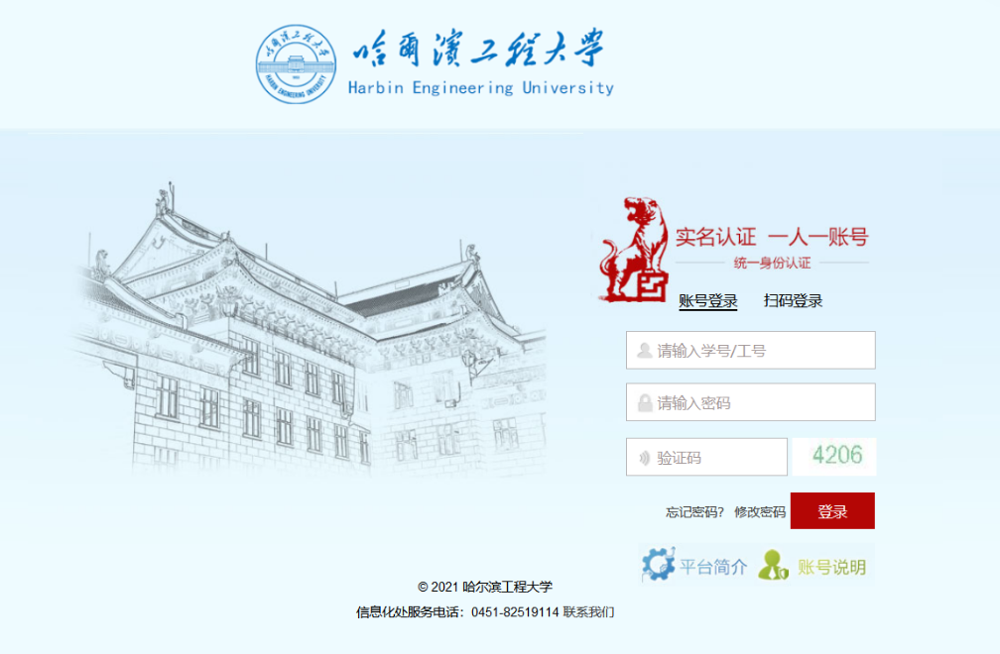 哈爾濱工程大學
Harbin Engineering University
实名认证 一人一账号
统一身份认证
账号登录 扫码登录
请输入学号/工号
请输入密码
验证码 4206
忘记密码? 修改密码 登录
平台简介 账号说明
© 2021 哈尔滨工程大学
信息化处服务电话：0451-82519114 联系我们